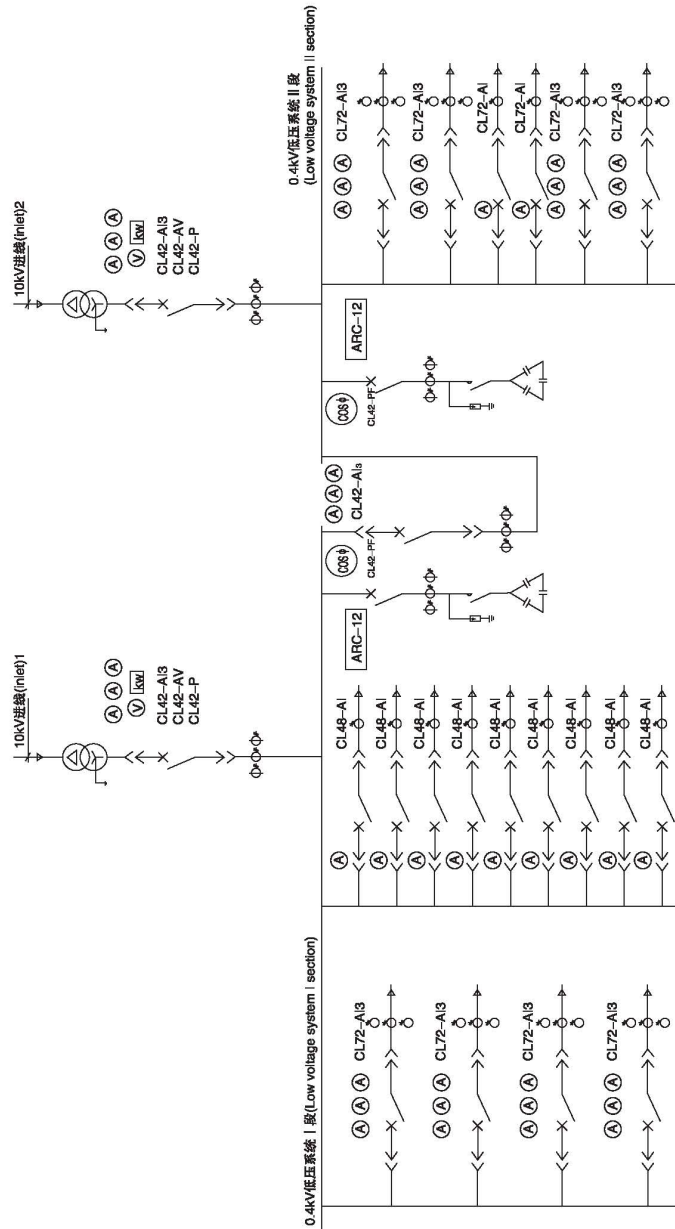 10kV进线(inlet)1
A A A
V kw
CL42-AI3
CL42-AV
CL42-P
10kV进线(inlet)2
A A A
V kw
CL42-AI3
CL42-AV
CL42-P
0.4kV低压系统 I 段(Low voltage system I section)
0.4kV低压系统 II 段
(Low voltage system II section)
A A A CL72-AI3
A A A CL72-AI3
A A A CL72-AI3
A A A CL72-AI3
A CL48-AI
A CL48-AI
A CL48-AI
A CL48-AI
A CL48-AI
A CL48-AI
A CL48-AI
A CL48-AI
A CL48-AI
ARC-12
COSϕ
CL42-PF
A A A
CL42-AI3
COSϕ
CL42-PF
ARC-12
A A A CL72-AI3
A A A CL72-AI3
A CL72-AI
A CL72-AI
A A A CL72-AI3
A A A CL72-AI3